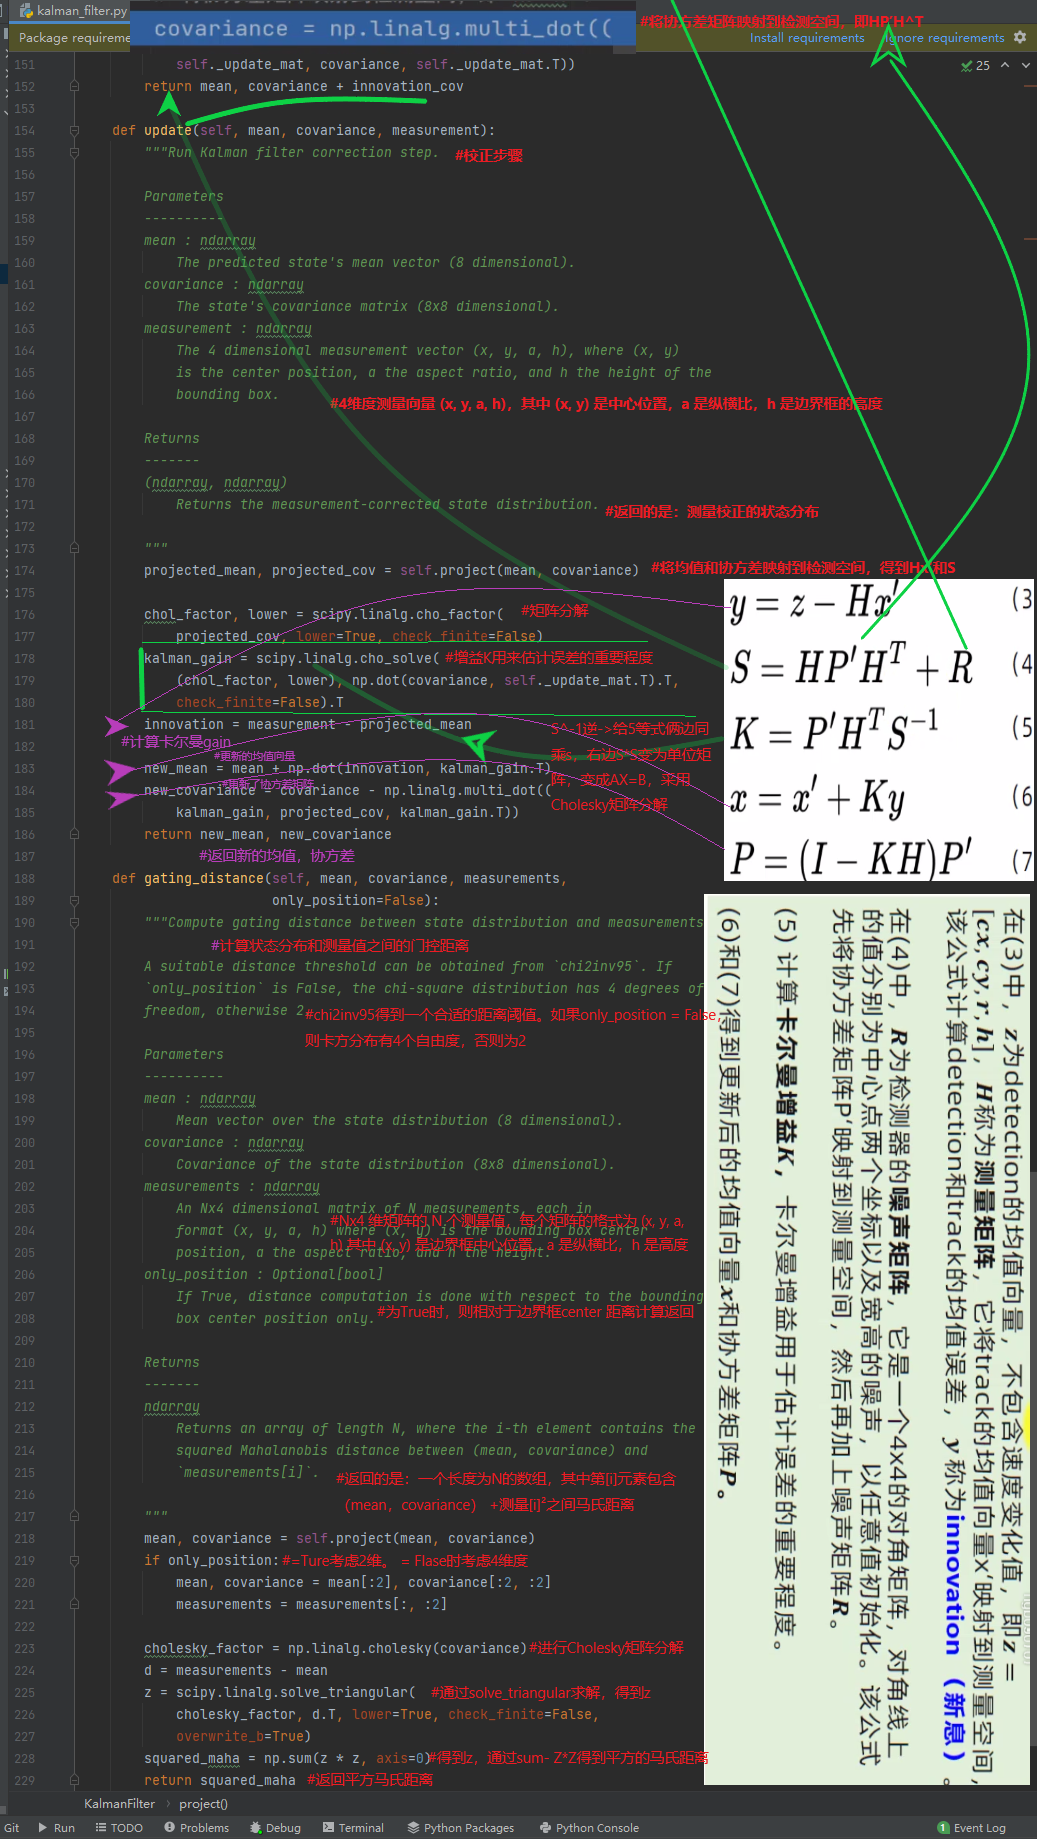 kalman_filter.py
Package requireme
covariance = np.linalg.multi_dot((
#将协方差矩阵映射到检测空间，即HP'H^T
Install requirements
Ignore requirements
151 self._update_mat, covariance, self._update_mat.T))
25
152 return mean, covariance + innovation_cov
153
154 def update(self, mean, covariance, measurement):
155 """Run Kalman filter correction step. #校正步骤
156
157 Parameters
158 ----------
159 mean : ndarray
160 The predicted state's mean vector (8 dimensional).
161 covariance : ndarray
162 The state's covariance matrix (8x8 dimensional).
163 measurement : ndarray
164 The 4 dimensional measurement vector (x, y, a, h), where (x, y)
165 is the center position, a the aspect ratio, and h the height of the
166 bounding box.
#4维度测量向量 (x, y, a, h)，其中 (x, y) 是中心位置，a 是纵横比，h 是边界框的高度
167
168 Returns
169 -------
170 (ndarray, ndarray)
171 Returns the measurement-corrected state distribution. #返回的是：测量校正的状态分布
172
173 """
174 projected_mean, projected_cov = self.project(mean, covariance) #将均值和协方差映射到检测空间，得到Hx'和S
175
176 chol_factor, lower = scipy.linalg.cho_factor( #矩阵分解
177 projected_cov, lower=True, check_finite=False)
178 kalman_gain = scipy.linalg.cho_solve( #增益K用来估计误差的重要程度
179 (chol_factor, lower), np.dot(covariance, self._update_mat.T).T,
180 check_finite=False).T
181 innovation = measurement - projected_mean
182 #计算卡尔曼gain
#更新的均值向量
183 new_mean = mean + np.dot(innovation, kalman_gain.T)
#更新了协方差矩阵
184 new_covariance = covariance - np.linalg.multi_dot((
185 kalman_gain, projected_cov, kalman_gain.T))
186 return new_mean, new_covariance
S^-1逆->给5等式俩边同
乘s，右边S*S变为单位矩
阵，变成AX=B，采用
Cholesky矩阵分解
y = z − Hx′ (3
S = HP′Hᵀ + R (4
K = P′HᵀS⁻¹ (5
x = x′ + Ky (6
P = (I − KH)P′ (7
187 #返回新的均值，协方差
188 def gating_distance(self, mean, covariance, measurements,
189 only_position=False):
190 """Compute gating distance between state distribution and measurements
191 #计算状态分布和测量值之间的门控距离
192 A suitable distance threshold can be obtained from `chi2inv95`. If
193 `only_position` is False, the chi-square distribution has 4 degrees of
194 freedom, otherwise 2. #chi2inv95得到一个合适的距离阈值。如果only_position = False，
195 则卡方分布有4个自由度，否则为2
196 Parameters
197 ----------
198 mean : ndarray
199 Mean vector over the state distribution (8 dimensional).
200 covariance : ndarray
201 Covariance of the state distribution (8x8 dimensional).
202 measurements : ndarray
203 An Nx4 dimensional matrix of N measurements, each in
#Nx4 维矩阵的 N 个测量值，每个矩阵的格式为 (x, y, a,
204 format (x, y, a, h) where (x, y) is the bounding box center
h) 其中 (x, y) 是边界框中心位置，a 是纵横比，h 是高度
205 position, a the aspect ratio, and h the height.
206 only_position : Optional[bool]
207 If True, distance computation is done with respect to the bounding
208 box center position only. #为True时，则相对于边界框center 距离计算返回
209
210 Returns
211 -------
212 ndarray
213 Returns an array of length N, where the i-th element contains the
214 squared Mahalanobis distance between (mean, covariance) and
215 `measurements[i]`. #返回的是：一个长度为N的数组，其中第[i]元素包含
216 （mean，covariance） +测量[i]²之间马氏距离
217 """
218 mean, covariance = self.project(mean, covariance)
219 if only_position: #=Ture考虑2维。 = Flase时考虑4维度
220 mean, covariance = mean[:2], covariance[:2, :2]
221 measurements = measurements[:, :2]
222
223 cholesky_factor = np.linalg.cholesky(covariance) #进行Cholesky矩阵分解
224 d = measurements - mean
225 z = scipy.linalg.solve_triangular( #通过solve_triangular求解，得到z
226 cholesky_factor, d.T, lower=True, check_finite=False,
227 overwrite_b=True)
228 squared_maha = np.sum(z * z, axis=0) #得到z，通过sum- Z*Z得到平方的马氏距离
229 return squared_maha #返回平方马氏距离
在(3)中，z为detection的均值向量，不包含速度变化值，即z =
[cx, cy, r, h]，H称为测量矩阵，它将track的均值向量x'映射到测量空间，
该公式计算detection和track的均值误差，y称为innovation（新息）。
在(4)中，R为检测器的噪声矩阵，它是一个4x4的对角矩阵，对角线上
的值分别为中心点两个坐标以及宽高的噪声，以任意值初始化。该公式
先将协方差矩阵P'映射到测量空间，然后再加上噪声矩阵R。
(5) 计算卡尔曼增益K，卡尔曼增益用于估计误差的重要程度。
(6)和(7)得到更新后的均值向量x和协方差矩阵P。
KalmanFilter › project()
Git
Run
TODO
Problems
Debug
Terminal
Python Packages
Python Console
1 Event Log